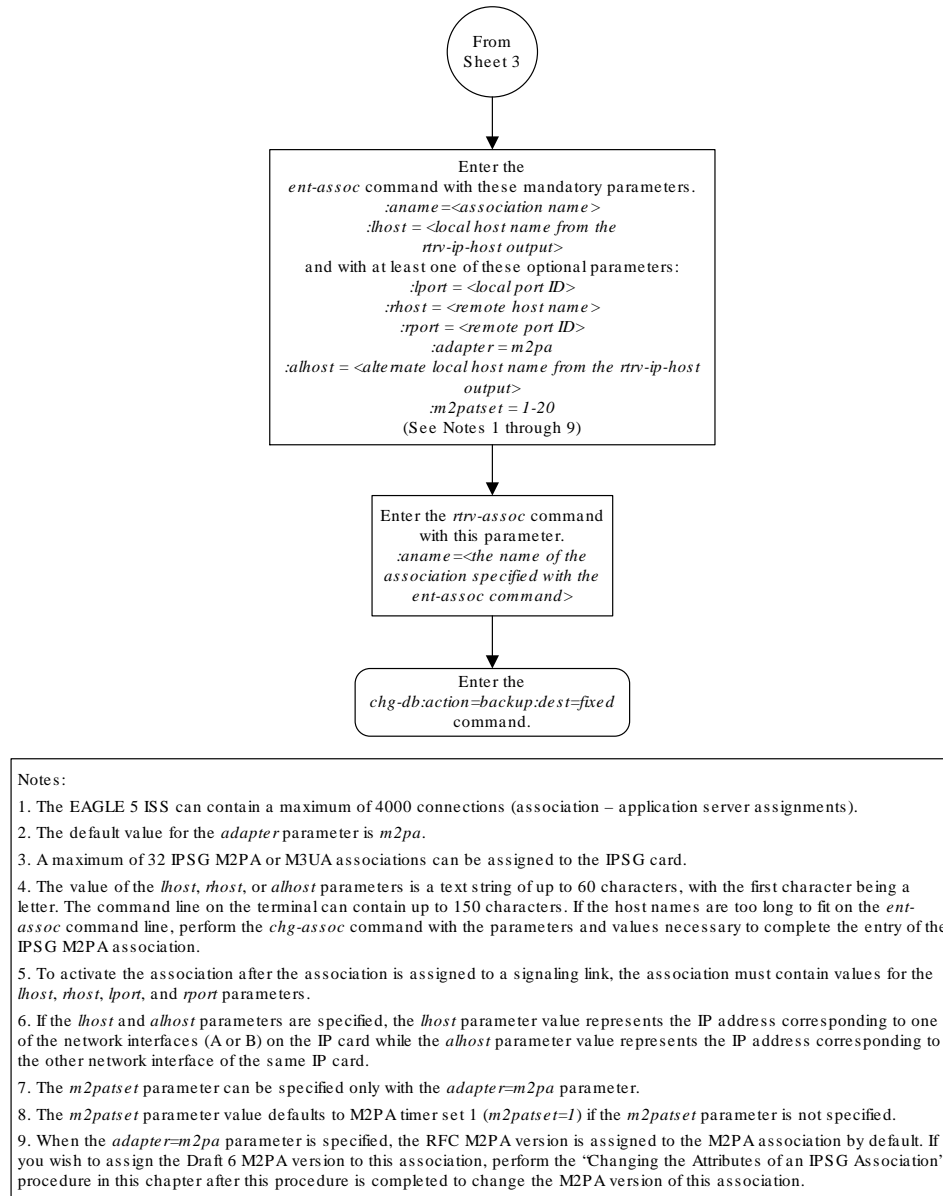 From
Sheet 3
Enter the
ent-assoc command with these mandatory parameters.
:aname=<association name>
:lhost = <local host name from the
rtrv-ip-host output>
and with at least one of these optional parameters:
:lport = <local port ID>
:rhost = <remote host name>
:rport = <remote port ID>
:adapter = m2pa
:alhost = <alternate local host name from the rtrv-ip-host
output>
:m2patset = 1-20
(See Notes 1 through 9)
Enter the rtrv-assoc command
with this parameter.
:aname=<the name of the
association specified with the
ent-assoc command>
Enter the
chg-db:action=backup:dest=fixed
command.
Notes:
1. The EAGLE 5 ISS can contain a maximum of 4000 connections (association – application server assignments).
2. The default value for the adapter parameter is m2pa.
3. A maximum of 32 IPSG M2PA or M3UA associations can be assigned to the IPSG card.
4. The value of the lhost, rhost, or alhost parameters is a text string of up to 60 characters, with the first character being a
letter. The command line on the terminal can contain up to 150 characters. If the host names are too long to fit on the ent-
assoc command line, perform the chg-assoc command with the parameters and values necessary to complete the entry of the
IPSG M2PA association.
5. To activate the association after the association is assigned to a signaling link, the association must contain values for the
lhost, rhost, lport, and rport parameters.
6. If the lhost and alhost parameters are specified, the lhost parameter value represents the IP address corresponding to one
of the network interfaces (A or B) on the IP card while the alhost parameter value represents the IP address corresponding to
the other network interface of the same IP card.
7. The m2patset parameter can be specified only with the adapter=m2pa parameter.
8. The m2patset parameter value defaults to M2PA timer set 1 (m2patset=1) if the m2patset parameter is not specified.
9. When the adapter=m2pa parameter is specified, the RFC M2PA version is assigned to the M2PA association by default. If
you wish to assign the Draft 6 M2PA version to this association, perform the “Changing the Attributes of an IPSG Association”
procedure in this chapter after this procedure is completed to change the M2PA version of this association.